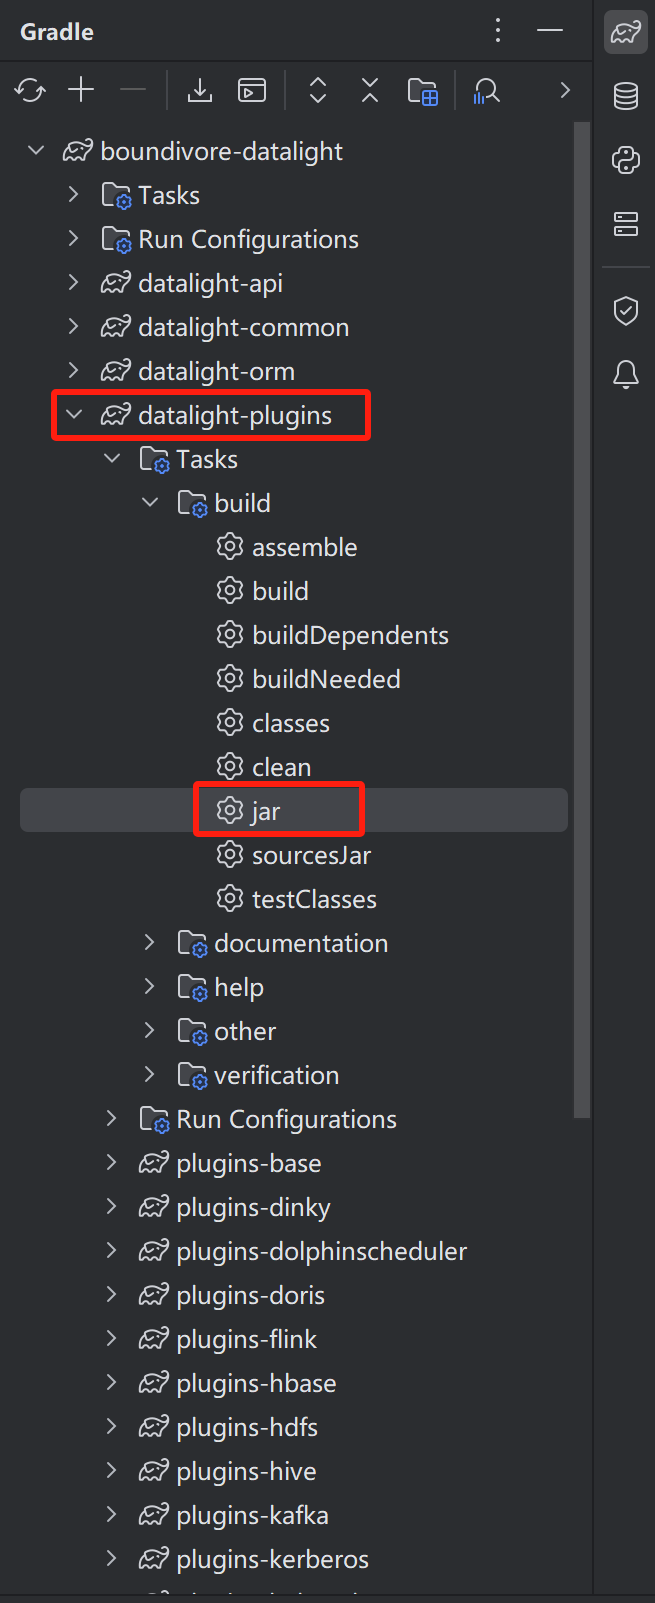 Gradle
boundivore-datalight
Tasks
Run Configurations
datalight-api
datalight-common
datalight-orm
datalight-plugins
Tasks
build
assemble
build
buildDependents
buildNeeded
classes
clean
jar
sourcesJar
testClasses
documentation
help
other
verification
Run Configurations
plugins-base
plugins-dinky
plugins-dolphinscheduler
plugins-doris
plugins-flink
plugins-hbase
plugins-hdfs
plugins-hive
plugins-kafka
plugins-kerberos